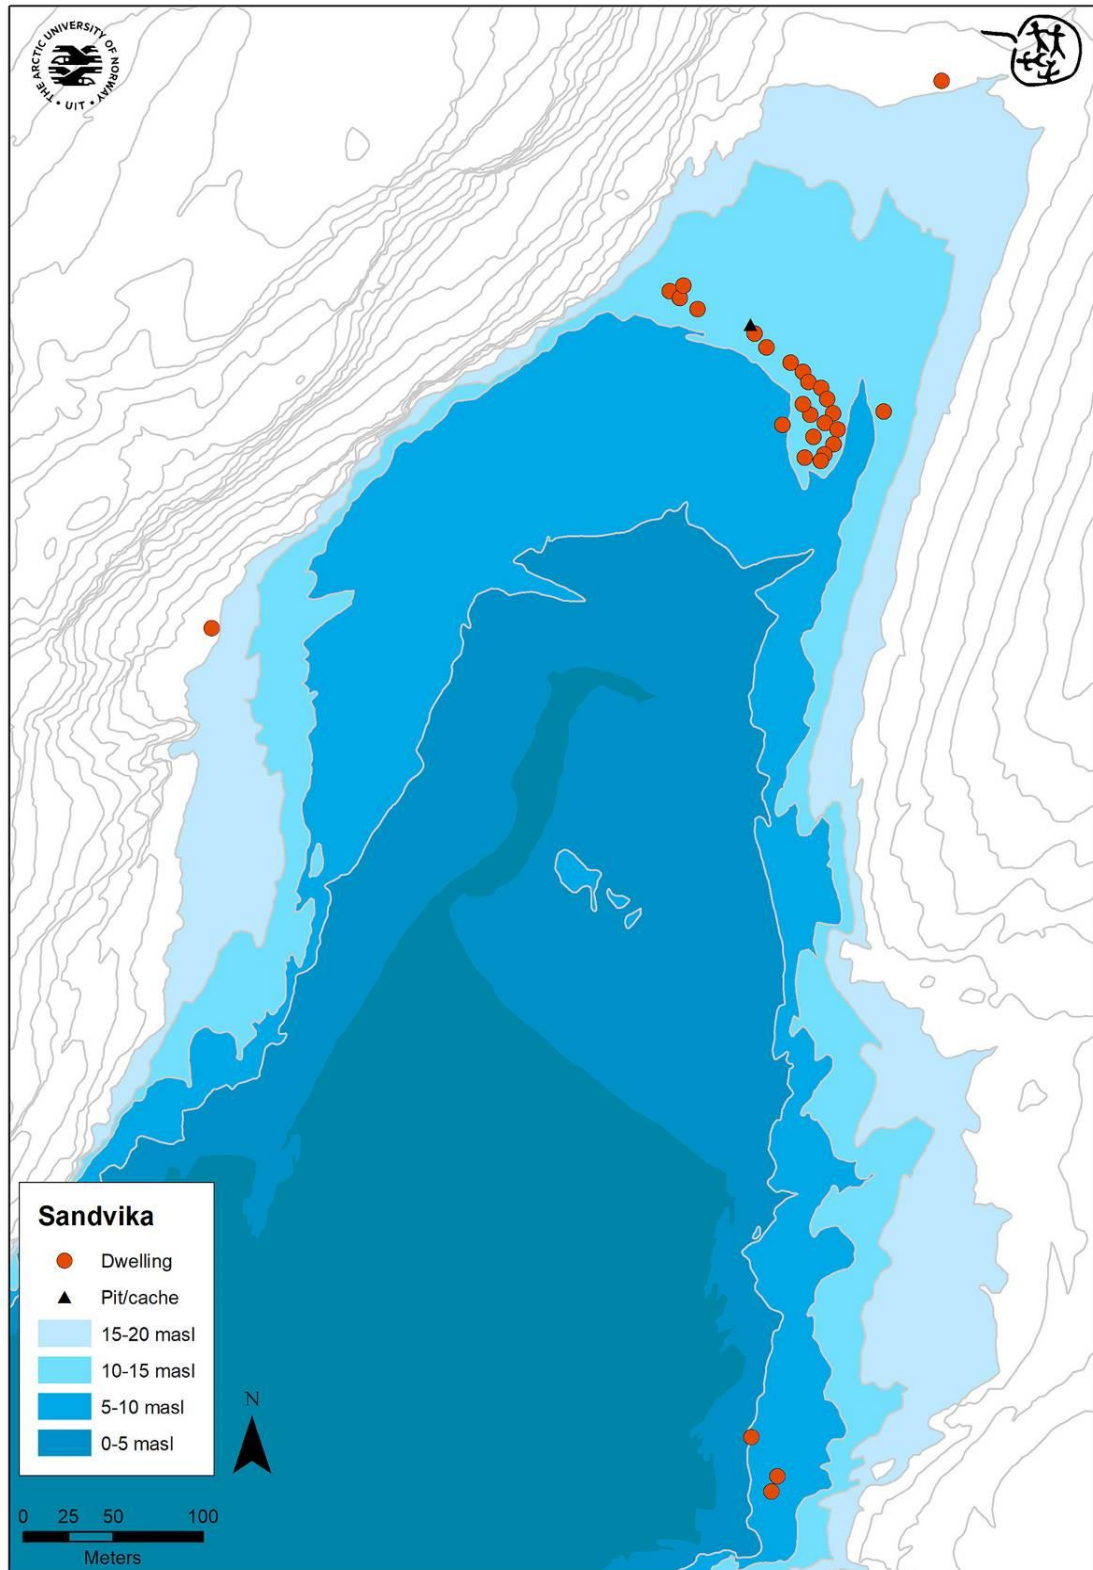 THE ARCTIC UNIVERSITY OF NORWAY
· UiT ·
Sandvika
Dwelling
Pit/cache
15-20 masl
10-15 masl
5-10 masl
0-5 masl
N
0 25 50 100
Meters